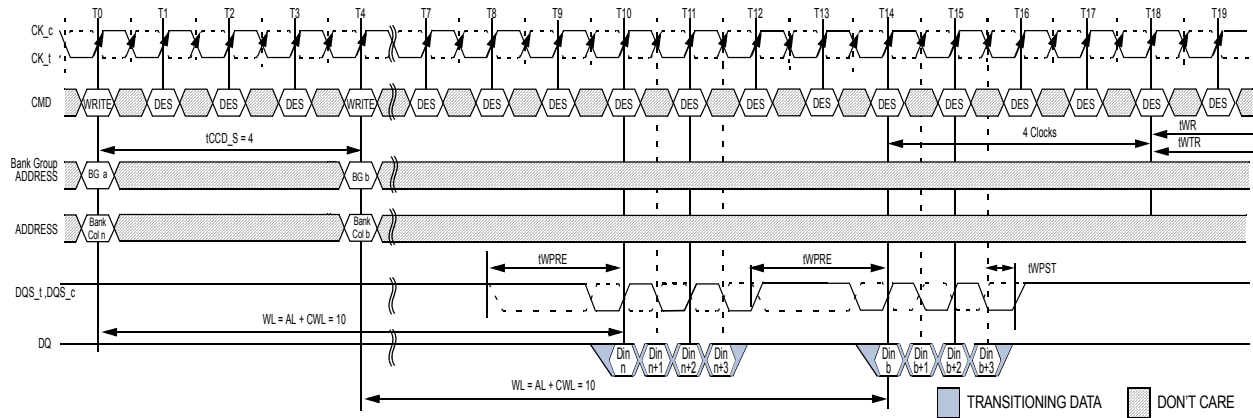 T0 T1 T2 T3 T4 T7 T8 T9 T10 T11 T12 T13 T14 T15 T16 T17 T18 T19
CK_c
CK_t
CMD WRITE DES DES DES WRITE DES DES DES DES DES DES DES DES DES DES DES DES DES
tCCD_S = 4 4 Clocks tWR
tWTR
Bank Group
ADDRESS BG a BG b
ADDRESS Bank
Col n Bank
Col b
tWPRE tWPRE tWPST
DQS_t ,DQS_c
WL = AL + CWL = 10
DQ Din
n Din
n+1 Din
n+2 Din
n+3 Din
b Din
b+1 Din
b+2 Din
b+3
WL = AL + CWL = 10
TRANSITIONING DATA DON'T CARE